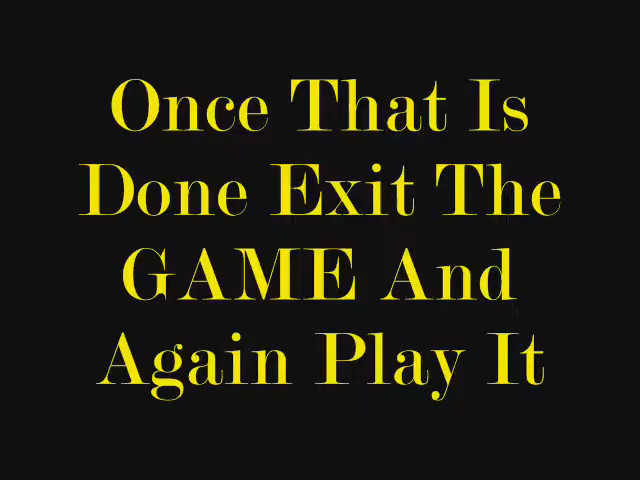 Once That Is
Done Exit The
GAME And
Again Play It